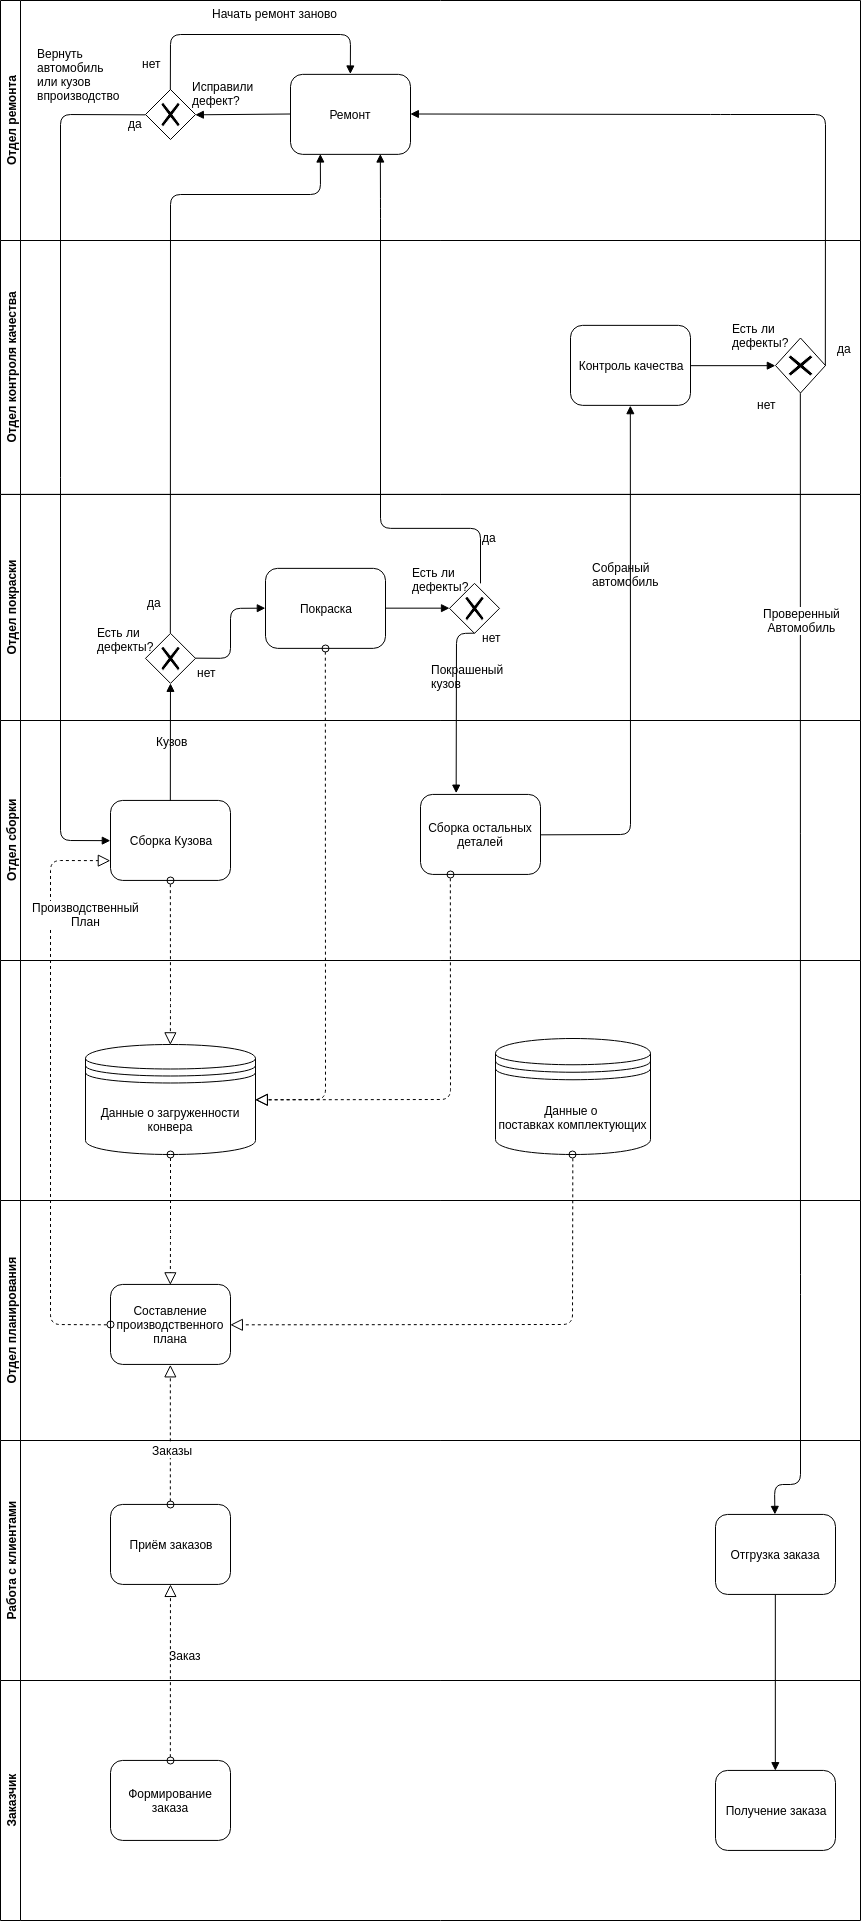 Отдел ремонта
Начать ремонт заново
Вернуть
автомобиль
или кузов
впроизводство
нет
Исправили
дефект?
да
Ремонт
Отдел контроля качества
Контроль качества
Есть ли
дефекты?
да
нет
Отдел покраски
да
Есть ли
дефекты?
нет
Покраска
Есть ли
дефекты?
да
нет
Покрашеный
кузов
Собраный
автомобиль
Проверенный
Автомобиль
Отдел сборки
Кузов
Сборка Кузова
Сборка остальных
деталей
Производственный
План
Данные о загруженности
конвера
Данные о
поставках комплектующих
Отдел планирования
Составление
производственного
плана
Работа с клиентами
Заказы
Приём заказов
Отгрузка заказа
Заказ
Заказчик
Формирование
заказа
Получение заказа